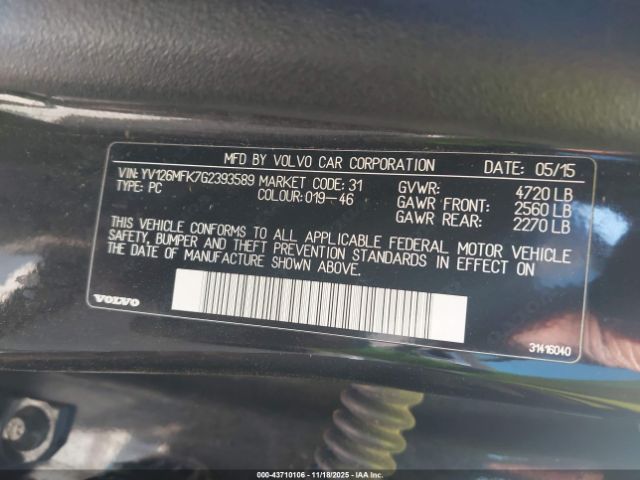 MFD BY VOLVO CAR CORPORATION DATE: 05/15
VIN: YV126MFK7G2393589 MARKET CODE: 31 GVWR: 4720 LB
TYPE: PC COLOUR: 019-46 GAWR FRONT: 2560 LB
GAWR REAR: 2270 LB
THIS VEHICLE CONFORMS TO ALL APPLICABLE FEDERAL MOTOR VEHICLE
SAFETY, BUMPER AND THEFT PREVENTION STANDARDS IN EFFECT ON
THE DATE OF MANUFACTURE SHOWN ABOVE.
VOLVO
31416040
000-43710106 - 11/18/2025 - IAA Inc.